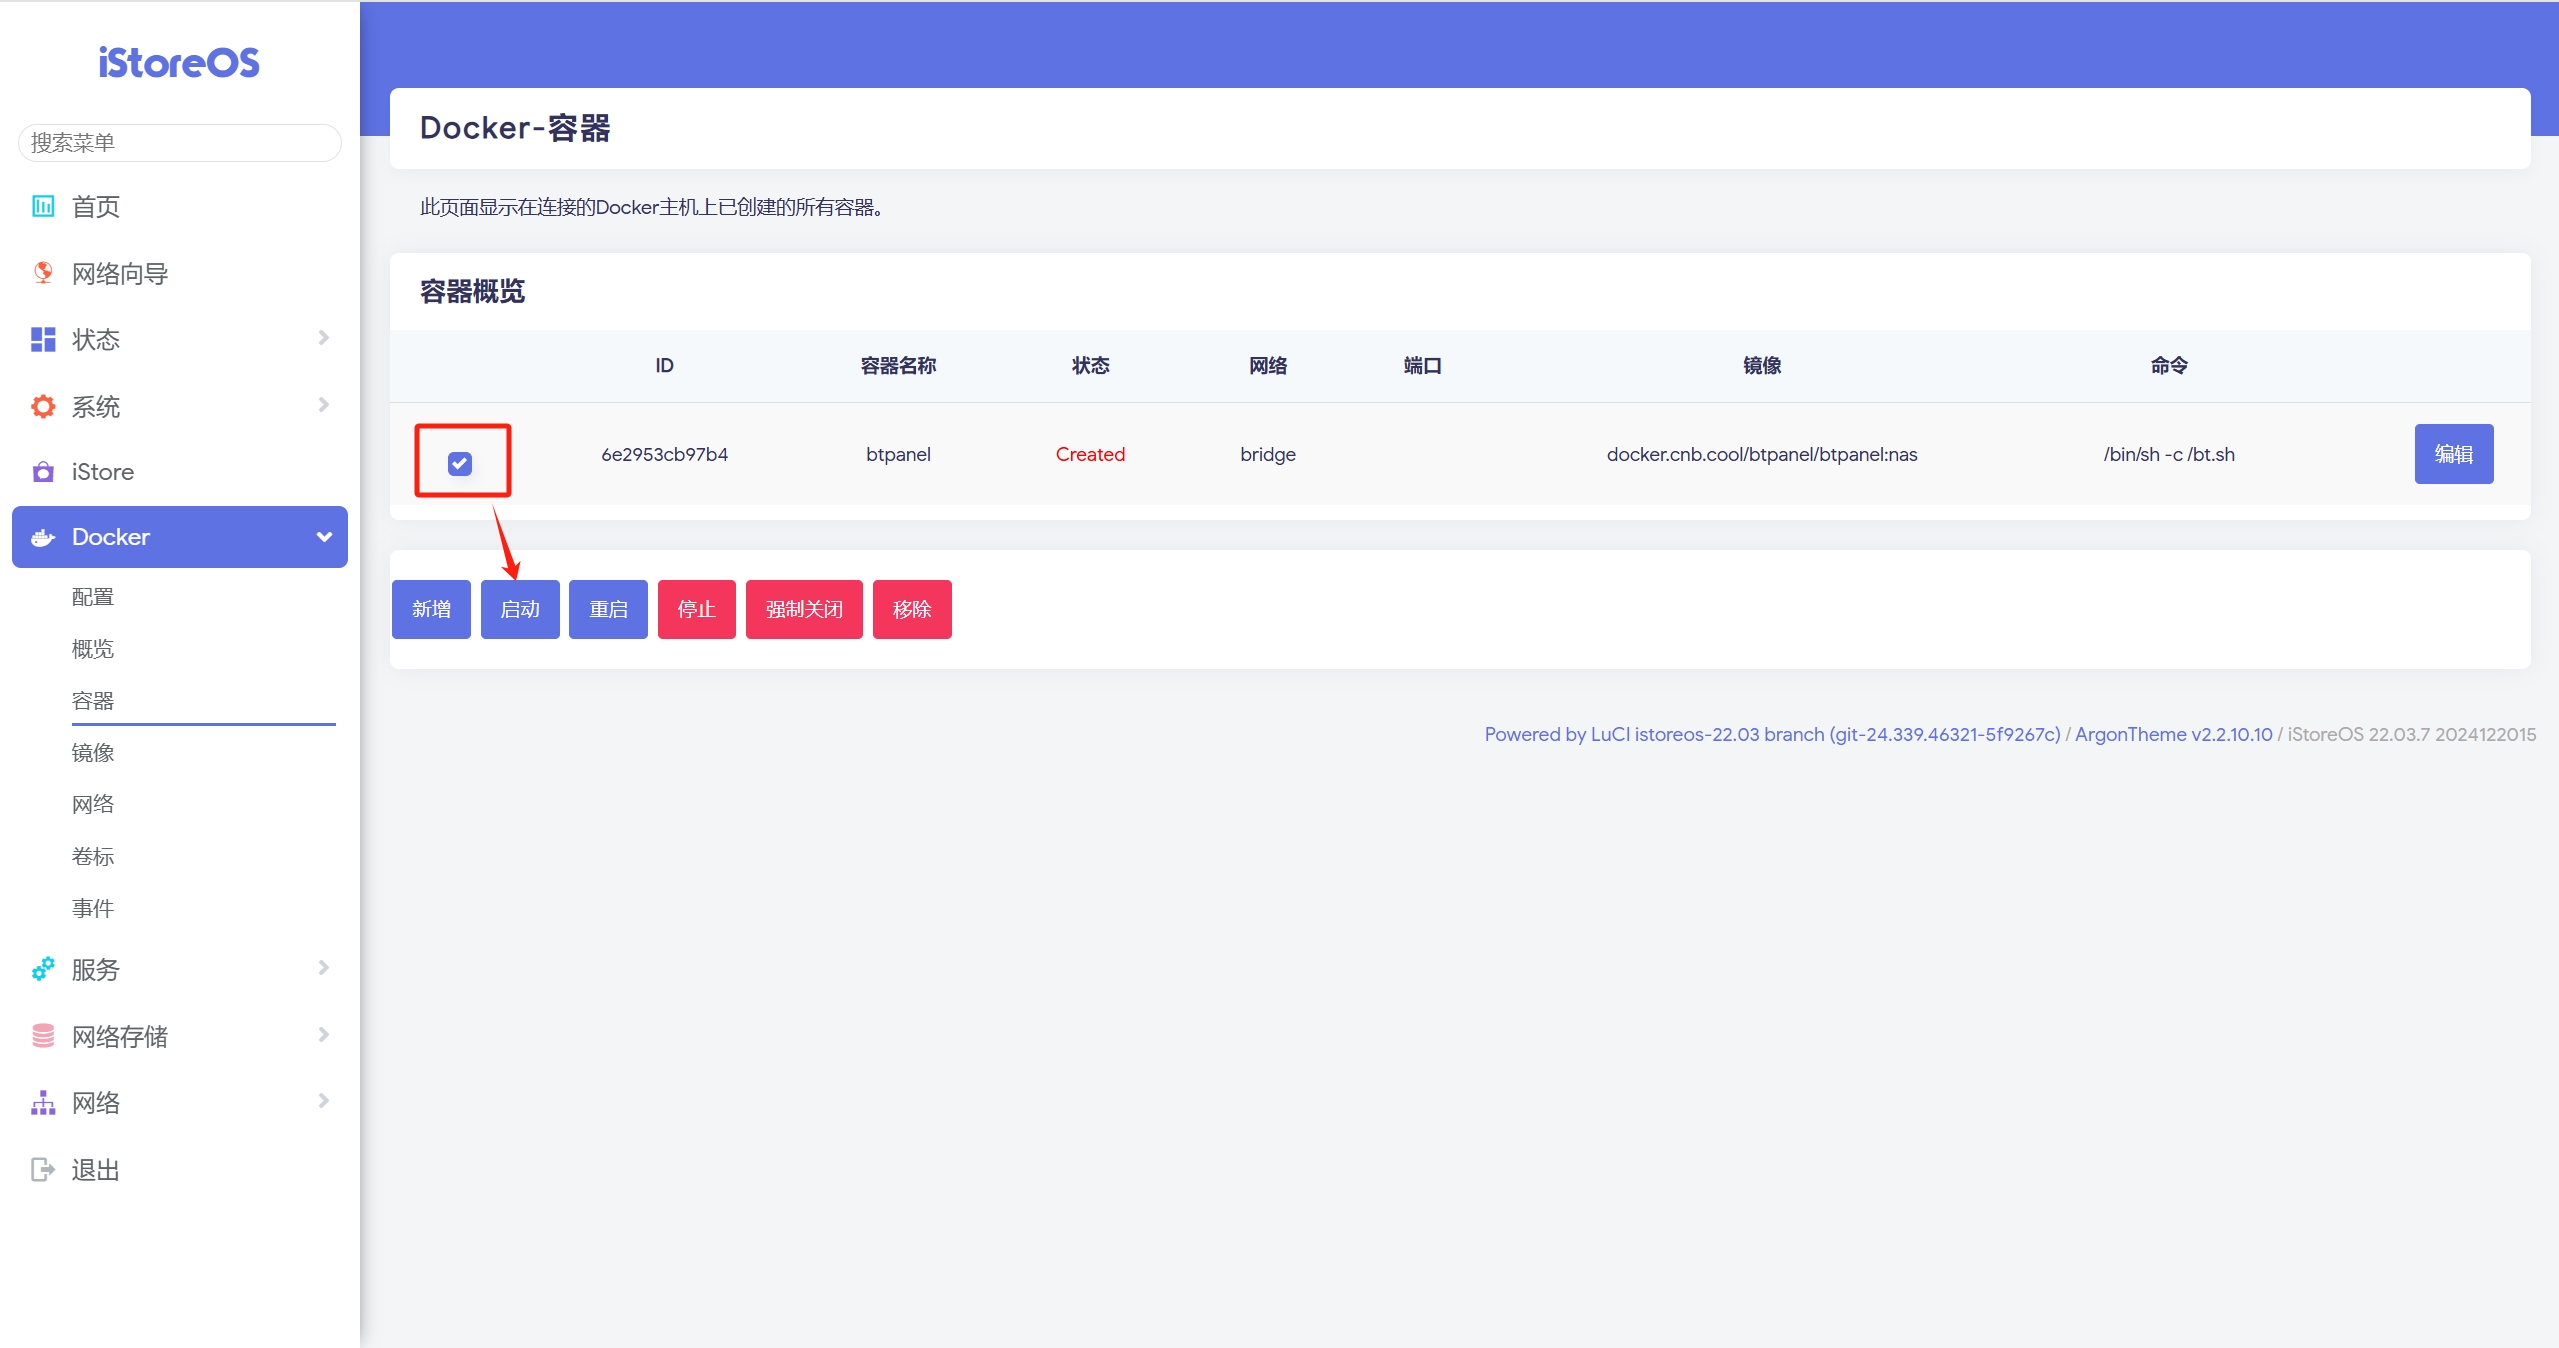 iStoreOS
搜索菜单
首页
网络向导
状态
系统
iStore
Docker
配置
概览
容器
镜像
网络
卷标
事件
服务
网络存储
网络
退出
Docker-容器
此页面显示在连接的Docker主机上已创建的所有容器。
容器概览
ID 容器名称 状态 网络 端口 镜像 命令
6e2953cb97b4 btpanel Created bridge docker.cnb.cool/btpanel/btpanel:nas /bin/sh -c /bt.sh 编辑
新增 启动 重启 停止 强制关闭 移除
Powered by LuCI istoreos-22.03 branch (git-24.339.46321-5f9267c) / ArgonTheme v2.2.10.10 / iStoreOS 22.03.7 2024122015